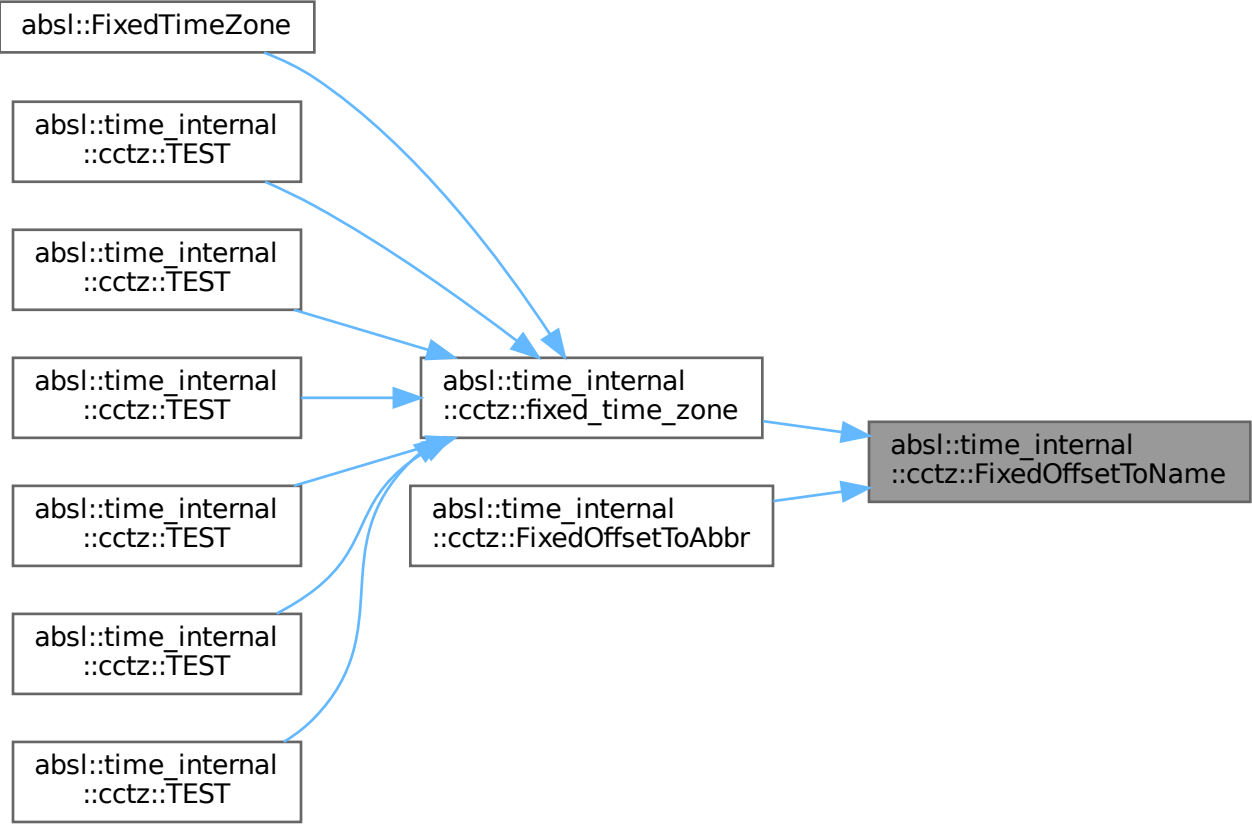 absl::FixedTimeZone
absl::time_internal
::cctz::TEST
absl::time_internal
::cctz::TEST
absl::time_internal
::cctz::TEST
absl::time_internal
::cctz::TEST
absl::time_internal
::cctz::TEST
absl::time_internal
::cctz::TEST
absl::time_internal
::cctz::fixed_time_zone
absl::time_internal
::cctz::FixedOffsetToAbbr
absl::time_internal
::cctz::FixedOffsetToName